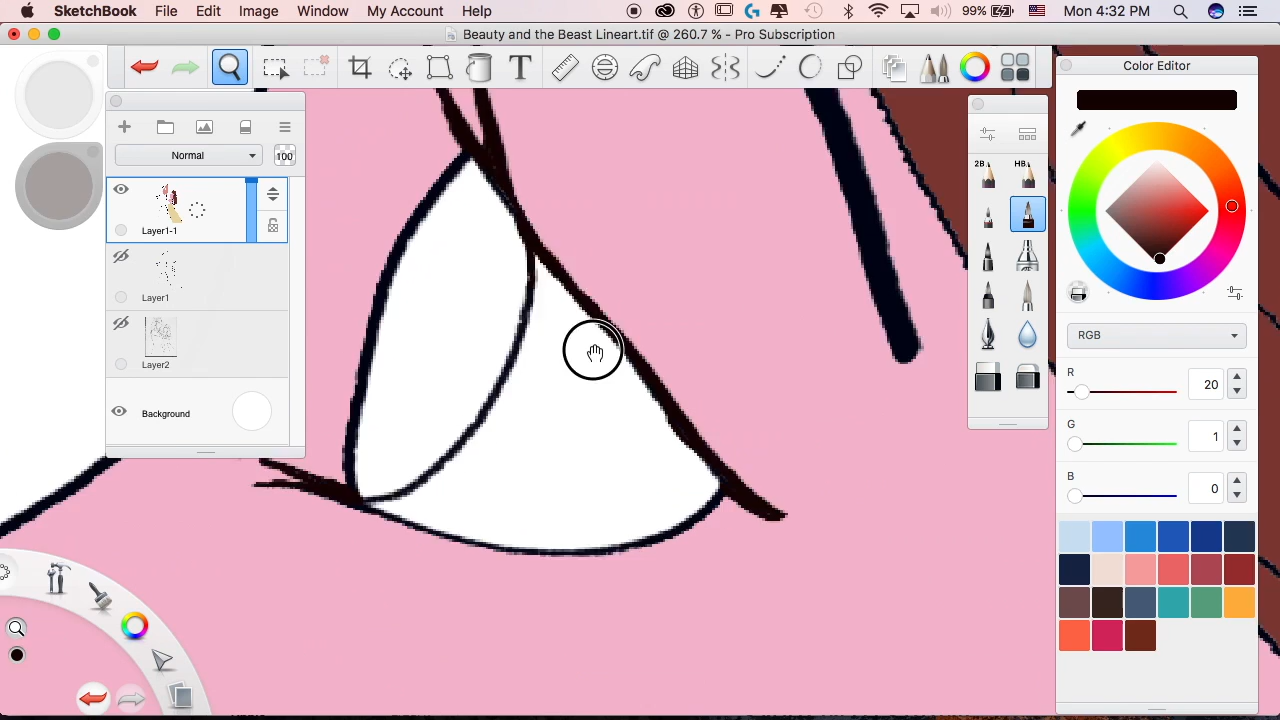 SketchBook File Edit Image Window My Account Help 99% Mon 4:32 PM
Beauty and the Beast Lineart.tif @ 260.7 % - Pro Subscription
T
Normal 100
Layer1-1
Layer1
Layer2
Background
2B HB
Color Editor
RGB
R 20
G 1
B 0